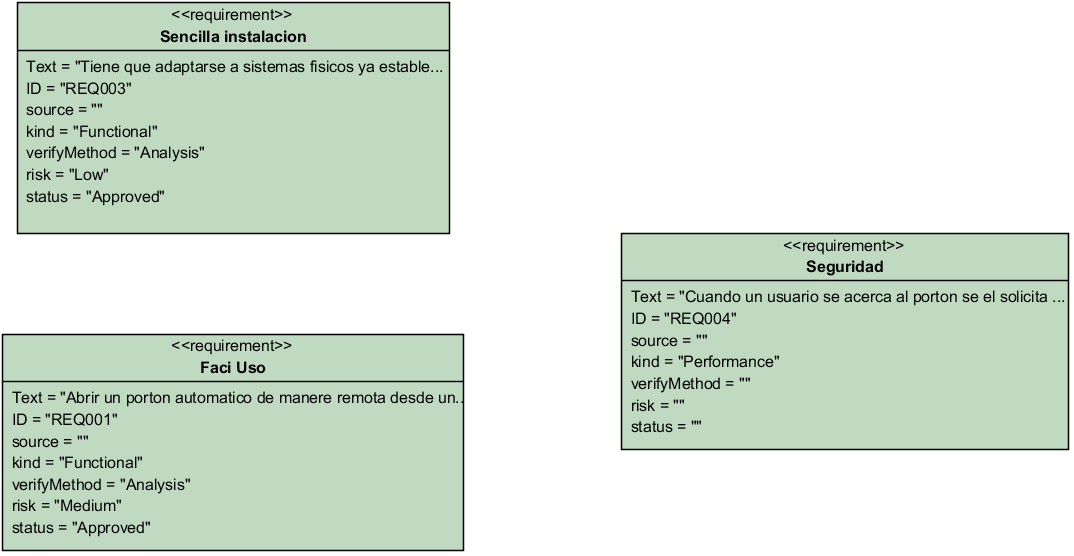 <<requirement>>
Sencilla instalacion
Text = "Tiene que adaptarse a sistemas fisicos ya estable...
ID = "REQ003"
source = ""
kind = "Functional"
verifyMethod = "Analysis"
risk = "Low"
status = "Approved"
<<requirement>>
Seguridad
Text = "Cuando un usuario se acerca al porton se el solicita ...
ID = "REQ004"
source = ""
kind = "Performance"
verifyMethod = ""
risk = ""
status = ""
<<requirement>>
Faci Uso
Text = "Abrir un porton automatico de manere remota desde un...
ID = "REQ001"
source = ""
kind = "Functional"
verifyMethod = "Analysis"
risk = "Medium"
status = "Approved"